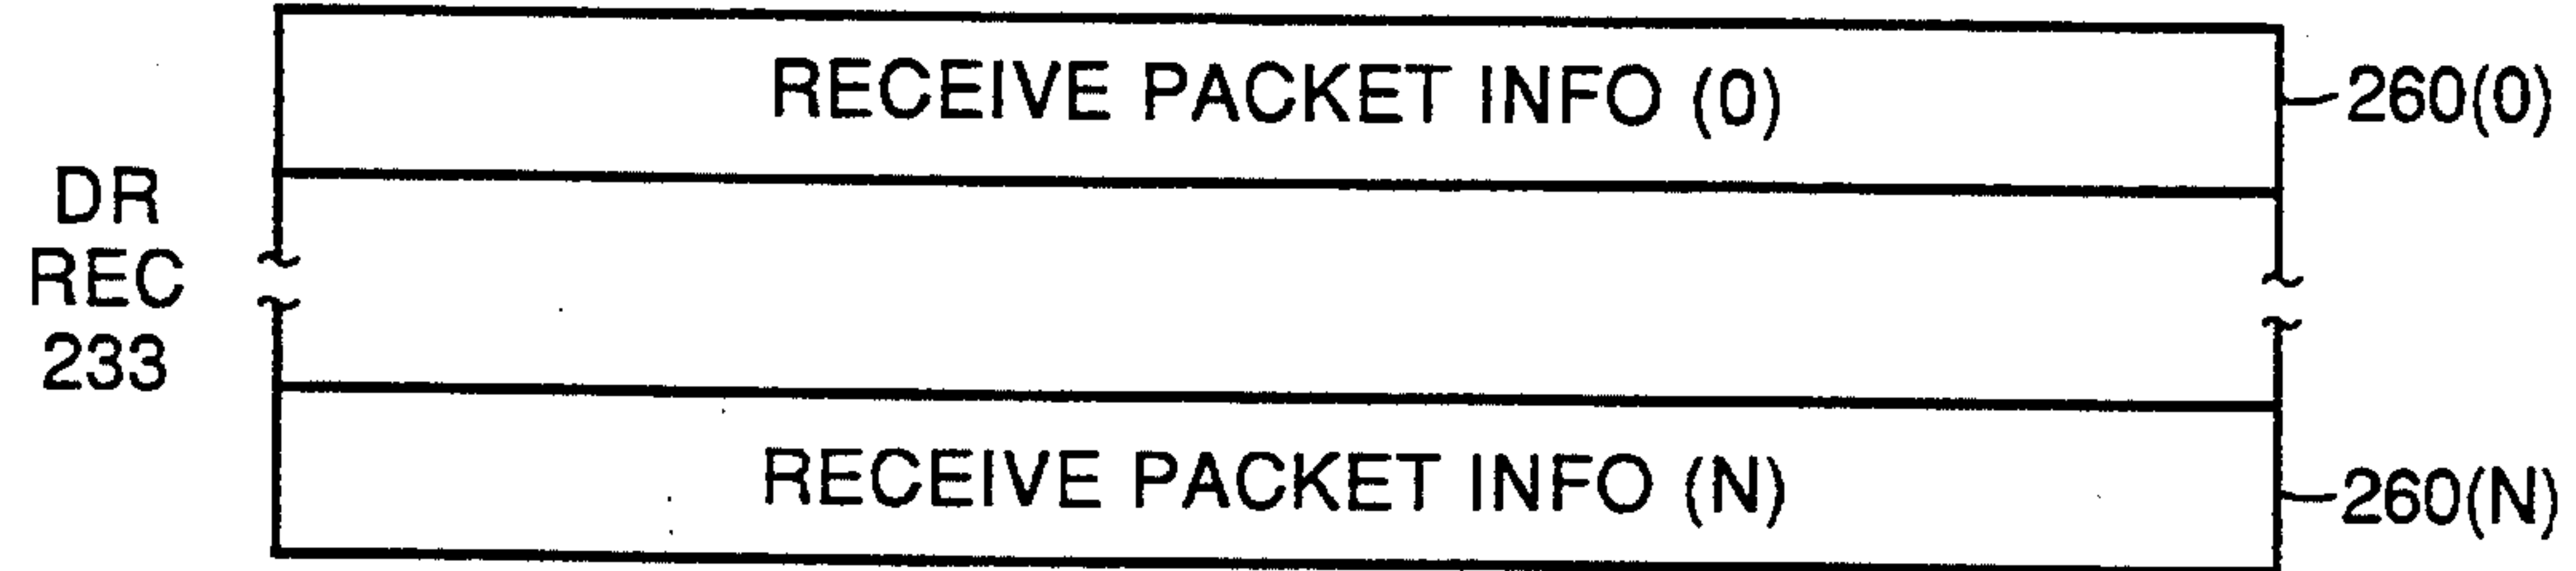 RECEIVE PACKET INFO (0)
260(0)
DR
REC
233
RECEIVE PACKET INFO (N)
260(N)